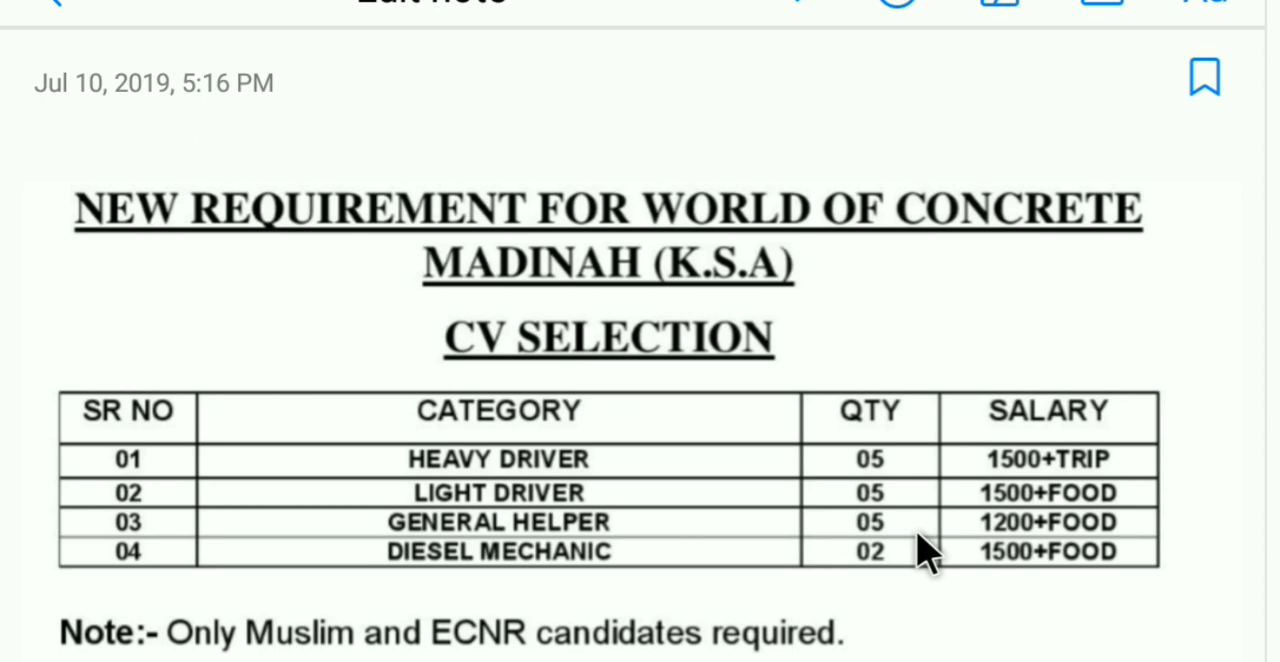 Edit note
Jul 10, 2019, 5:16 PM
NEW REQUIREMENT FOR WORLD OF CONCRETE
MADINAH (K.S.A)
CV SELECTION
SR NO CATEGORY QTY SALARY
01 HEAVY DRIVER 05 1500+TRIP
02 LIGHT DRIVER 05 1500+FOOD
03 GENERAL HELPER 05 1200+FOOD
04 DIESEL MECHANIC 02 1500+FOOD
Note:- Only Muslim and ECNR candidates required.